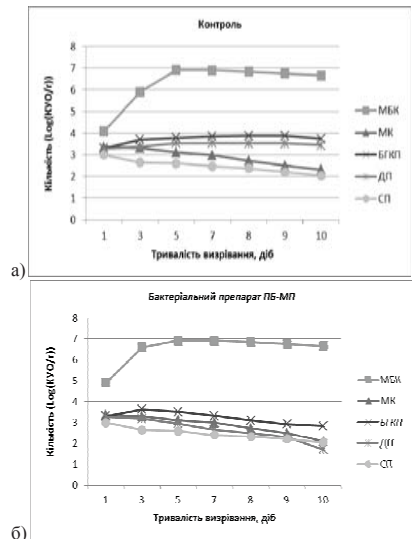 Контроль
8
7
6
5
4
3
2
1
0
Кількість (Log(КУО/г))
1 3 5 7 8 9 10
Тривалість визрівання, діб
МБК
МК
БГКП
ДП
СП
а)
Бактеріальний препарат ПБ-МП
8
7
6
5
4
3
2
1
0
Кількість (Log(КУО/г))
1 3 5 7 8 9 10
Тривалість визрівання, діб
МБК
МК
БГКП
ДП
СП
б)